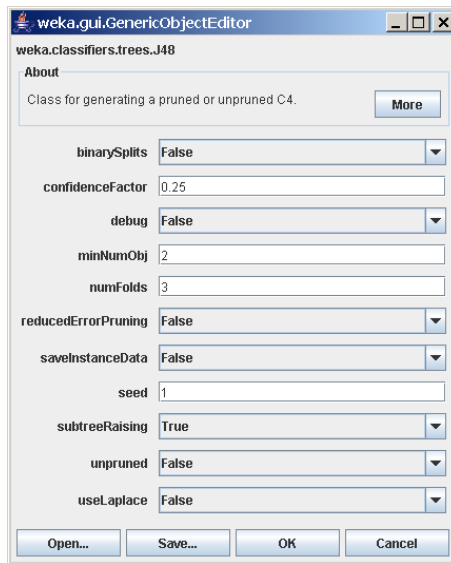 weka.gui.GenericObjectEditor
weka.classifiers.trees.J48
About
Class for generating a pruned or unpruned C4.
More
binarySplits False
confidenceFactor 0.25
debug False
minNumObj 2
numFolds 3
reducedErrorPruning False
saveInstanceData False
seed 1
subtreeRaising True
unpruned False
useLaplace False
Open... Save... OK Cancel